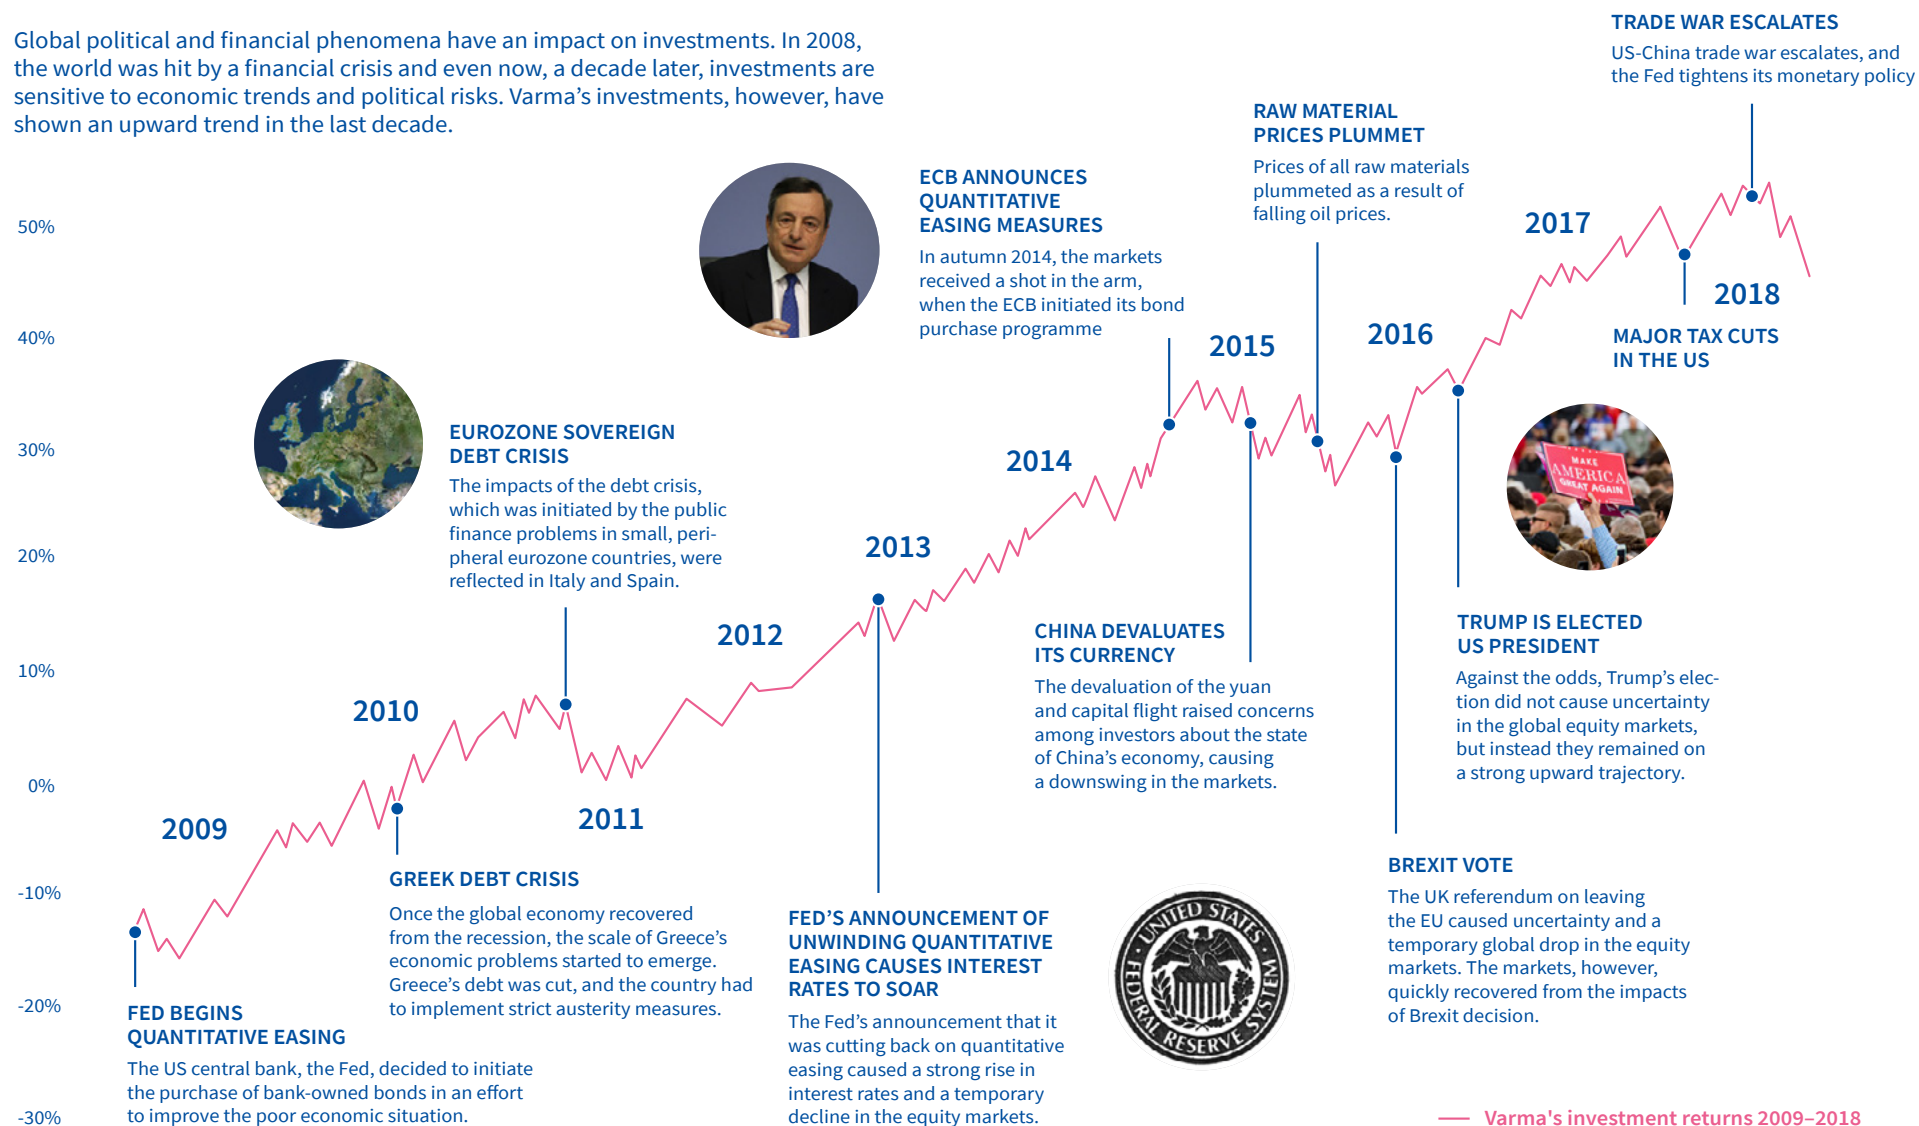 Global political and financial phenomena have an impact on investments. In 2008,
the world was hit by a financial crisis and even now, a decade later, investments are
sensitive to economic trends and political risks. Varma’s investments, however, have
shown an upward trend in the last decade.
TRADE WAR ESCALATES
US-China trade war escalates, and
the Fed tightens its monetary policy
RAW MATERIAL
PRICES PLUMMET
Prices of all raw materials
plummeted as a result of
falling oil prices.
ECB ANNOUNCES
QUANTITATIVE
EASING MEASURES
In autumn 2014, the markets
received a shot in the arm,
when the ECB initiated its bond
purchase programme
50%
40%
30%
20%
10%
0%
-10%
-20%
-30%
2017
2018
MAJOR TAX CUTS
IN THE US
2016
2015
2014
2013
2012
2010
2009
2011
EUROZONE SOVEREIGN
DEBT CRISIS
The impacts of the debt crisis,
which was initiated by the public
finance problems in small, peri-
pheral eurozone countries, were
reflected in Italy and Spain.
MAKE
AMERICA
GREAT AGAIN
CHINA DEVALUATES
ITS CURRENCY
The devaluation of the yuan
and capital flight raised concerns
among investors about the state
of China’s economy, causing
a downswing in the markets.
TRUMP IS ELECTED
US PRESIDENT
Against the odds, Trump’s elec-
tion did not cause uncertainty
in the global equity markets,
but instead they remained on
a strong upward trajectory.
GREEK DEBT CRISIS
Once the global economy recovered
from the recession, the scale of Greece’s
economic problems started to emerge.
Greece’s debt was cut, and the country had
to implement strict austerity measures.
FED BEGINS
QUANTITATIVE EASING
The US central bank, the Fed, decided to initiate
the purchase of bank-owned bonds in an effort
to improve the poor economic situation.
FED’S ANNOUNCEMENT OF
UNWINDING QUANTITATIVE
EASING CAUSES INTEREST
RATES TO SOAR
The Fed’s announcement that it
was cutting back on quantitative
easing caused a strong rise in
interest rates and a temporary
decline in the equity markets.
UNITED STATES
FEDERAL RESERVE SYSTEM
BREXIT VOTE
The UK referendum on leaving
the EU caused uncertainty and a
temporary global drop in the equity
markets. The markets, however,
quickly recovered from the impacts
of Brexit decision.
Varma's investment returns 2009–2018